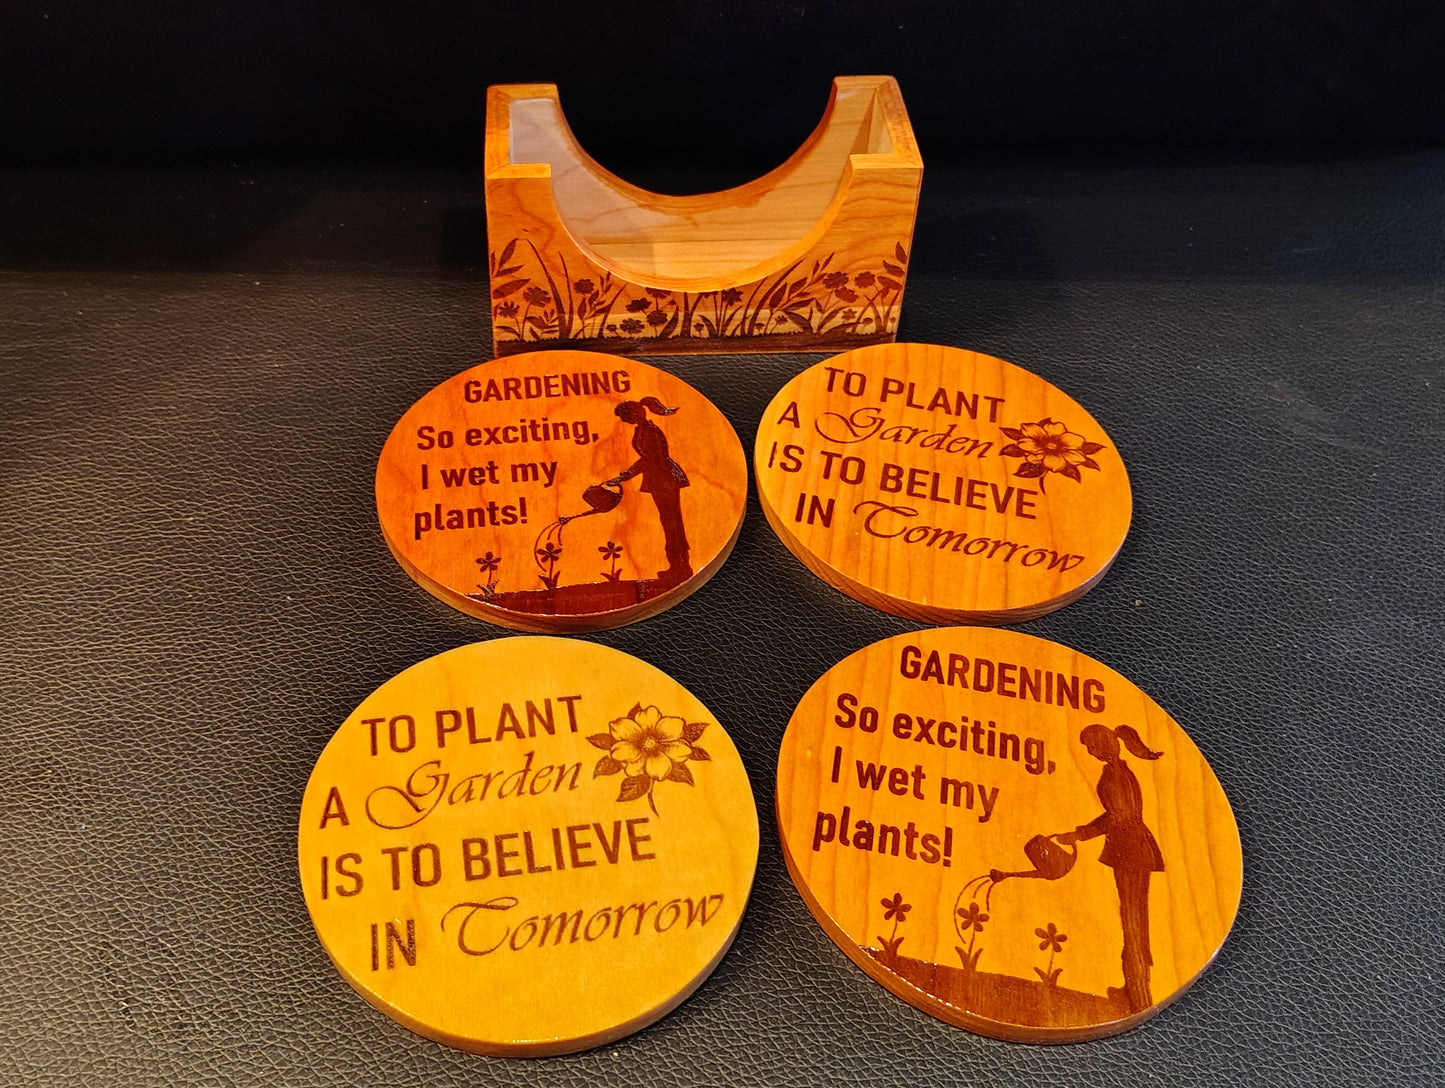 GARDENING
So exciting,
I wet my
plants!
TO PLANT
A Garden
IS TO BELIEVE
IN Tomorrow
TO PLANT
A Garden
IS TO BELIEVE
IN Tomorrow
GARDENING
So exciting,
I wet my
plants!